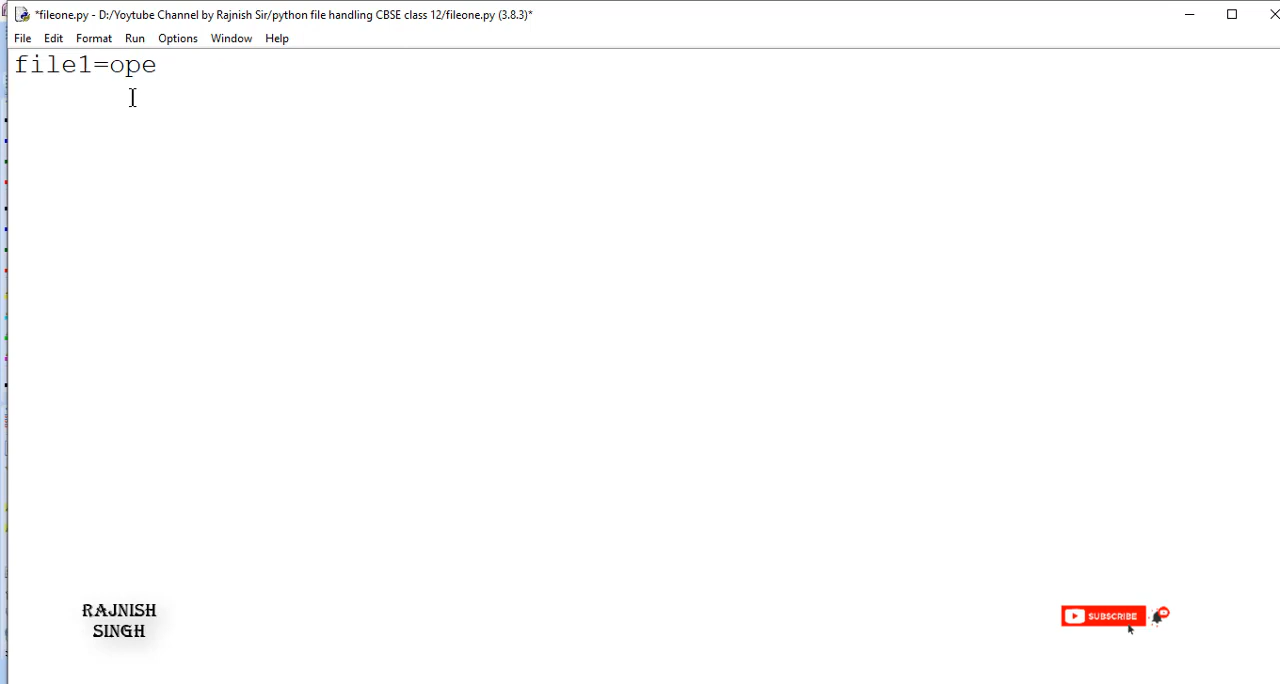 *fileone.py - D:/Yoytube Channel by Rajnish Sir/python file handling CBSE class 12/fileone.py (3.8.3)*
File Edit Format Run Options Window Help
file1=ope
RAJNISH
SINGH
SUBSCRIBE